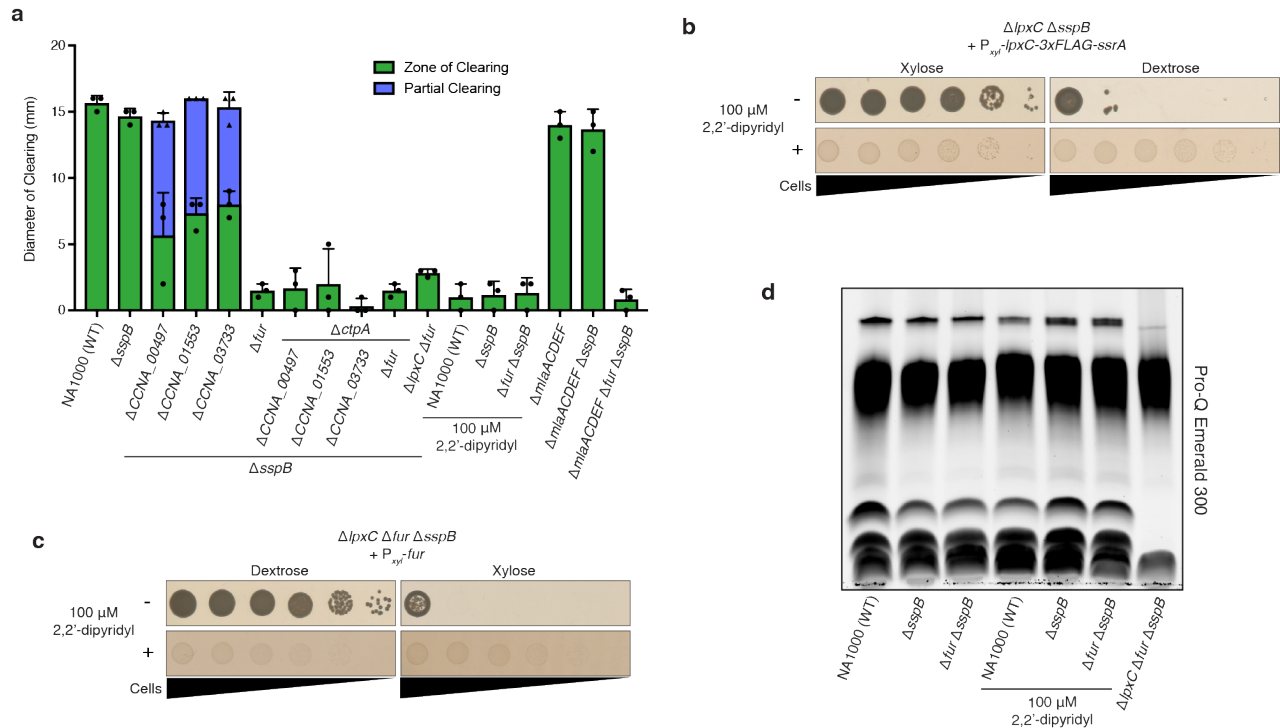 a
Diameter of Clearing (mm)
20
15
10
5
0
Zone of Clearing
Partial Clearing
NA1000 (WT)
ΔsspB
ΔCCNA_00497
ΔCCNA_01553
ΔCCNA_03733
Δfur
ΔctpA
ΔCCNA_00497
ΔCCNA_01553
ΔCCNA_03733
Δfur
ΔlpxC Δfur
NA1000 (WT)
ΔsspB
Δfur ΔsspB
ΔmlaACDEF
ΔmlaACDEF ΔsspB
ΔmlaACDEF Δfur ΔsspB
100 µM
2,2'-dipyridyl
ΔsspB
b
ΔlpxC ΔsspB
+ Pxyl-lpxC-3xFLAG-ssrA
Xylose
Dextrose
100 µM
2,2'-dipyridyl
-
+
Cells
c
ΔlpxC Δfur ΔsspB
+ Pxyl-fur
Dextrose
Xylose
100 µM
2,2'-dipyridyl
-
+
Cells
d
Pro-Q Emerald 300
NA1000 (WT)
ΔsspB
Δfur ΔsspB
NA1000 (WT)
ΔsspB
Δfur ΔsspB
ΔlpxC Δfur ΔsspB
100 µM
2,2'-dipyridyl